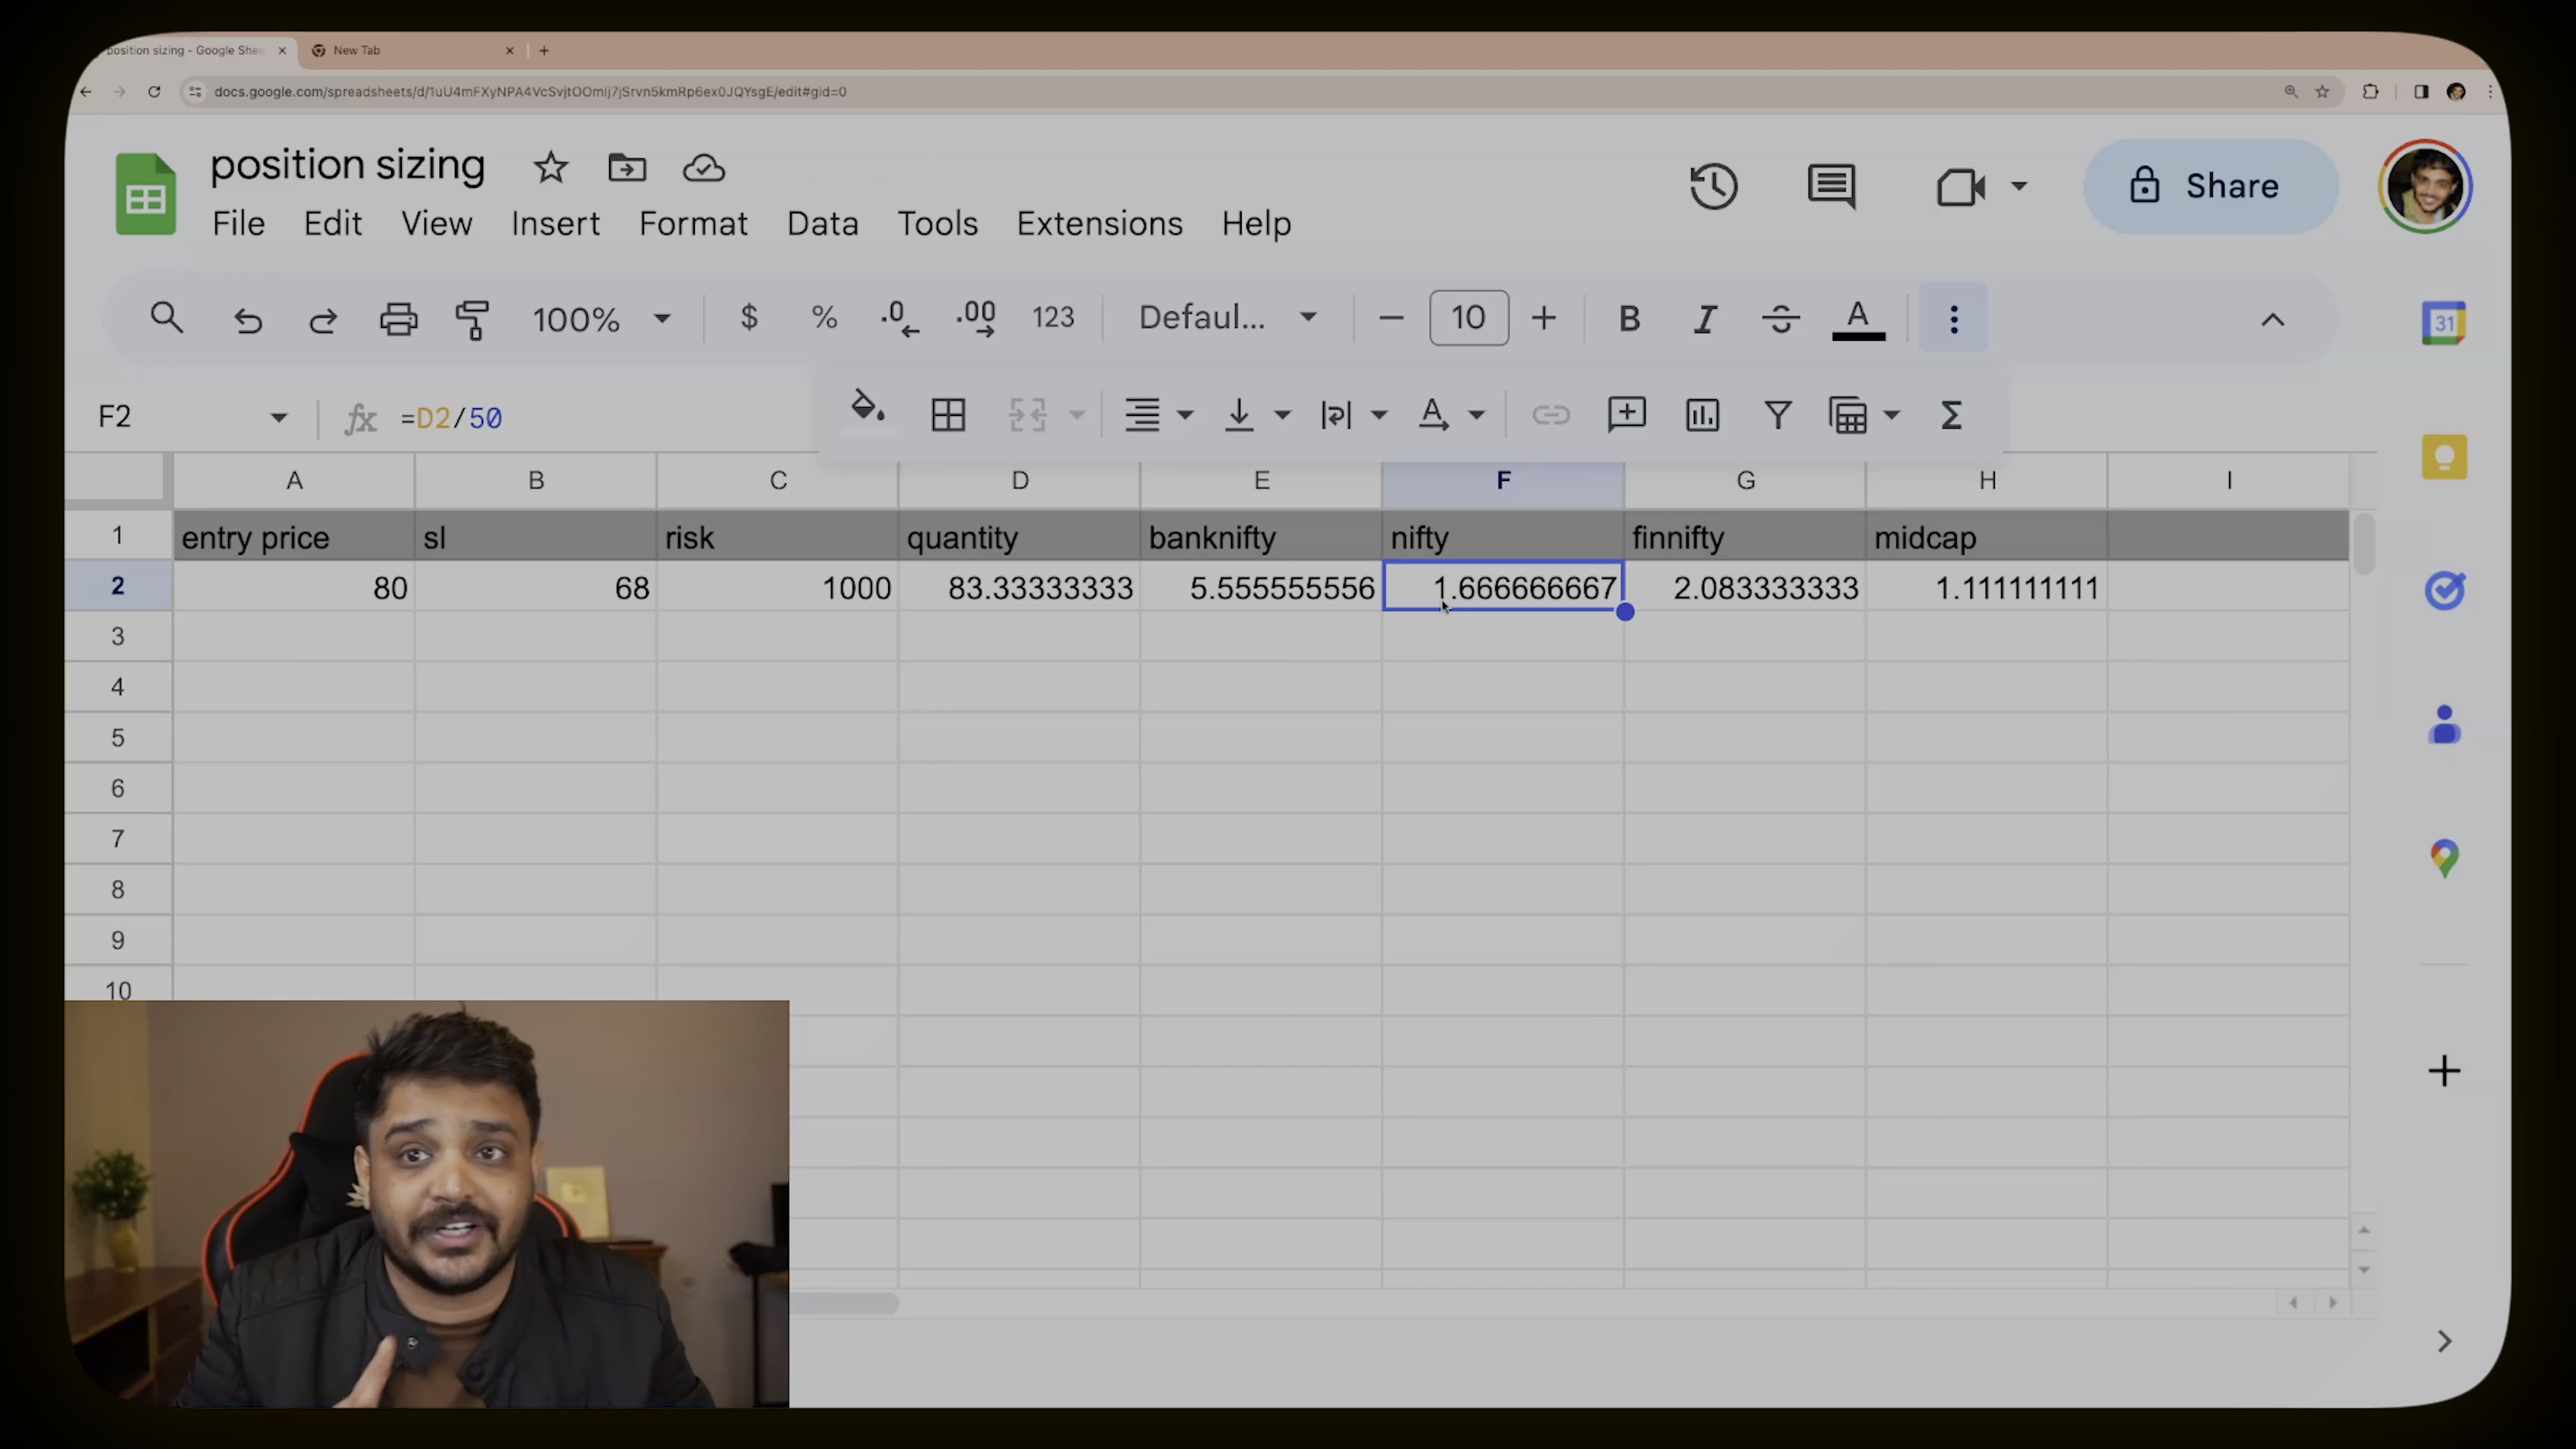 position sizing - Google Shee
New Tab
docs.google.com/spreadsheets/d/1uU4mFXyNPA4VcSvjtOOmIj7jSrvn5kmRp6ex0JQYsgE/edit#gid=0
position sizing
Share
File Edit View Insert Format Data Tools Extensions Help
100% $ % .0 .00 123 Defaul... 10 B I A
31
F2 fx =D2/50
A B C D E F G H I
1 entry price sl risk quantity banknifty nifty finnifty midcap
2 80 68 1000 83.33333333 5.555555556 1.666666667 2.083333333 1.111111111
3
4
5
6
7
8
9
10